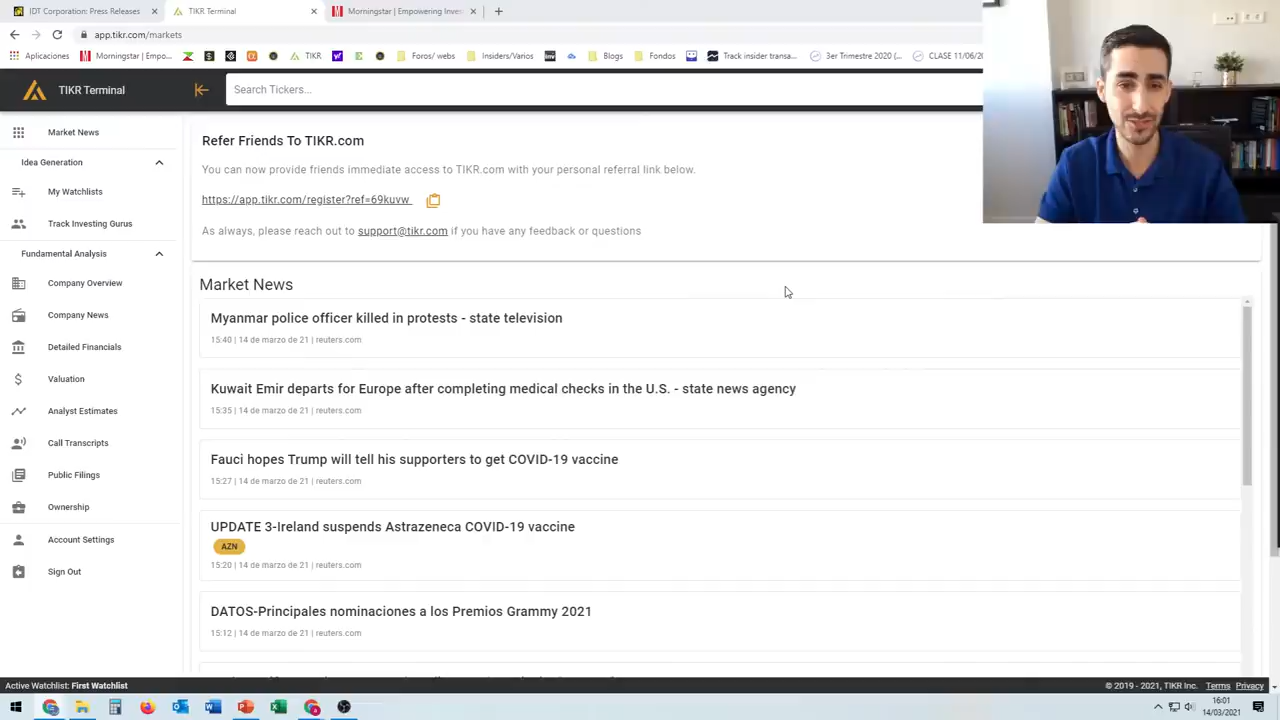 IDT Corporation: Press Releases
TIKR Terminal
Morningstar | Empowering Inves
app.tikr.com/markets
Aplicaciones
Morningstar | Empo...
TIKR
Foros/ webs
Insiders/Varios
Blogs
Fondos
Track insider transa...
3er Trimestre 2020 (...
CLASE 11/06/20
TIKR Terminal
Search Tickers...
Market News
Idea Generation
My Watchlists
Track Investing Gurus
Fundamental Analysis
Company Overview
Company News
Detailed Financials
Valuation
Analyst Estimates
Call Transcripts
Public Filings
Ownership
Account Settings
Sign Out
Refer Friends To TIKR.com
You can now provide friends immediate access to TIKR.com with your personal referral link below.
https://app.tikr.com/register?ref=69kuvw
As always, please reach out to support@tikr.com if you have any feedback or questions
Market News
Myanmar police officer killed in protests - state television
15:40 | 14 de marzo de 21 | reuters.com
Kuwait Emir departs for Europe after completing medical checks in the U.S. - state news agency
15:35 | 14 de marzo de 21 | reuters.com
Fauci hopes Trump will tell his supporters to get COVID-19 vaccine
15:27 | 14 de marzo de 21 | reuters.com
UPDATE 3-Ireland suspends Astrazeneca COVID-19 vaccine
AZN
15:20 | 14 de marzo de 21 | reuters.com
DATOS-Principales nominaciones a los Premios Grammy 2021
15:12 | 14 de marzo de 21 | reuters.com
Active Watchlist: First Watchlist
© 2019 - 2021, TIKR Inc. Terms Privacy
16:01
14/03/2021